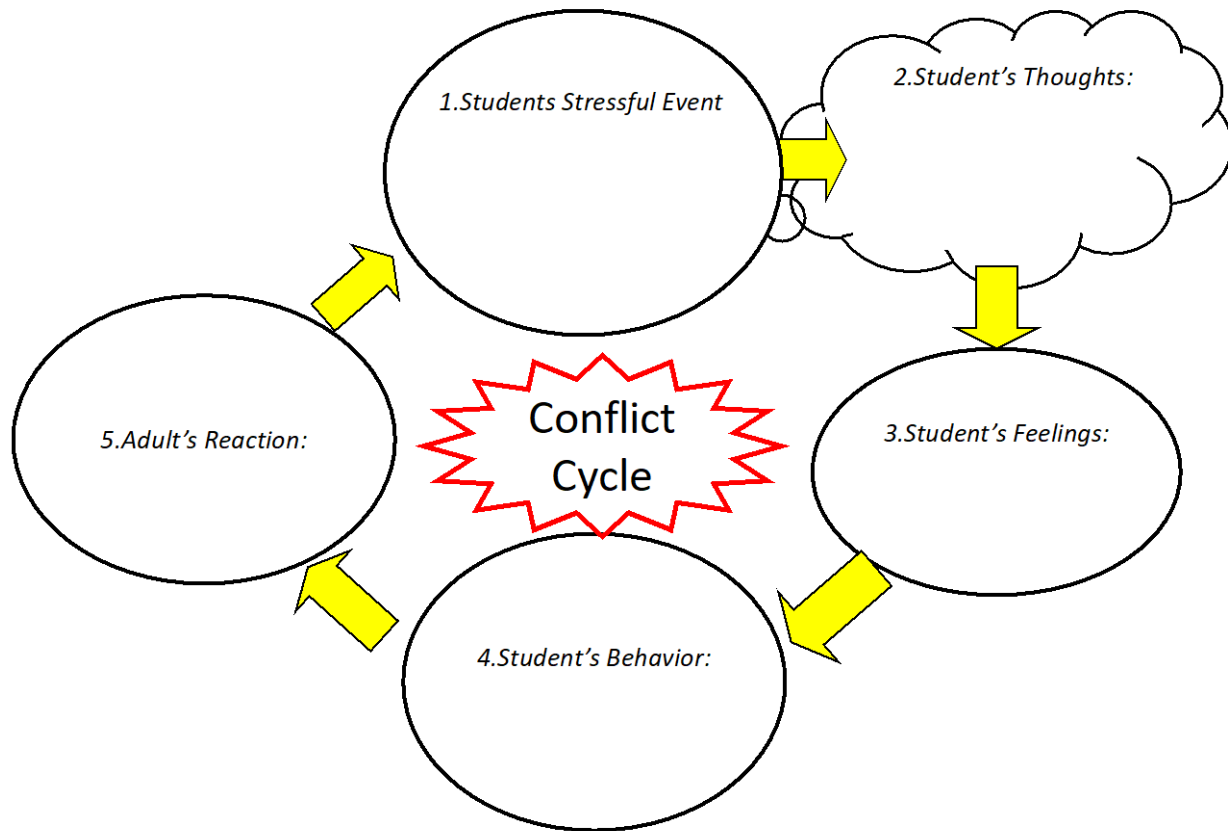 1.Students Stressful Event
2.Student’s Thoughts:
3.Student’s Feelings:
4.Student’s Behavior:
5.Adult’s Reaction:
Conflict
Cycle